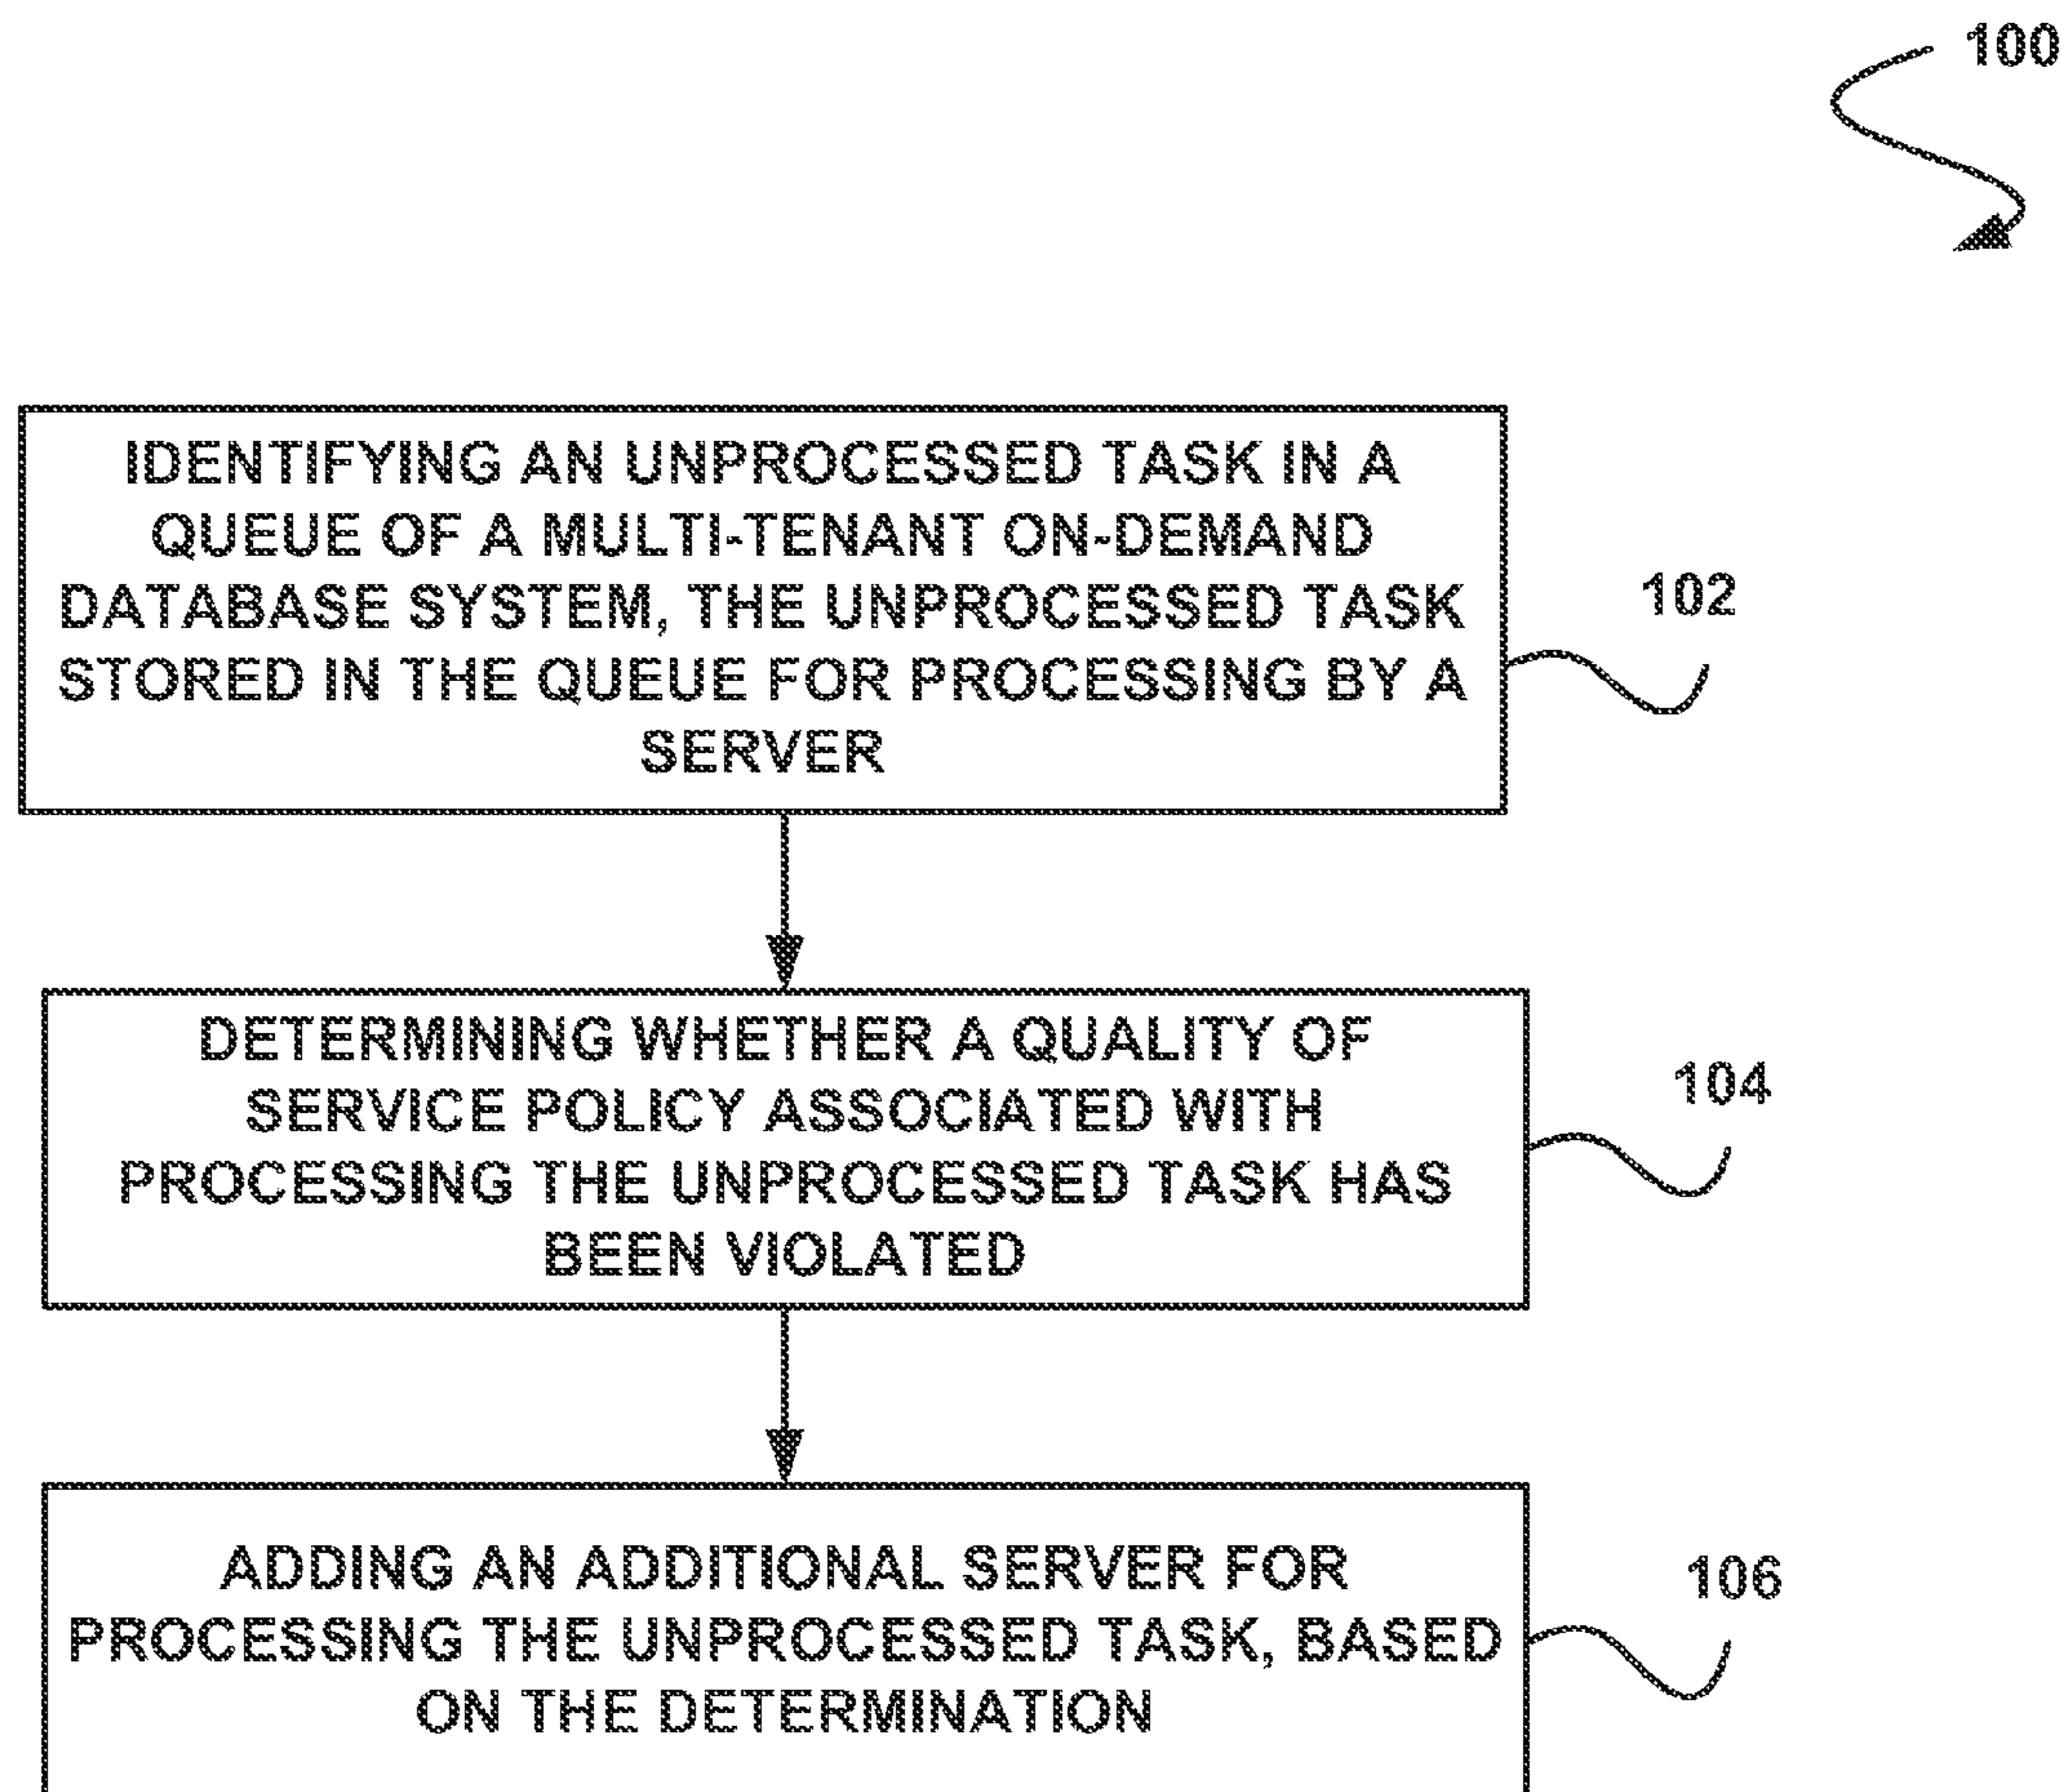 100
IDENTIFYING AN UNPROCESSED TASK IN A
QUEUE OF A MULTI-TENANT ON-DEMAND
DATABASE SYSTEM, THE UNPROCESSED TASK
STORED IN THE QUEUE FOR PROCESSING BY A
SERVER
102
DETERMINING WHETHER A QUALITY OF
SERVICE POLICY ASSOCIATED WITH
PROCESSING THE UNPROCESSED TASK HAS
BEEN VIOLATED
104
ADDING AN ADDITIONAL SERVER FOR
PROCESSING THE UNPROCESSED TASK, BASED
ON THE DETERMINATION
106